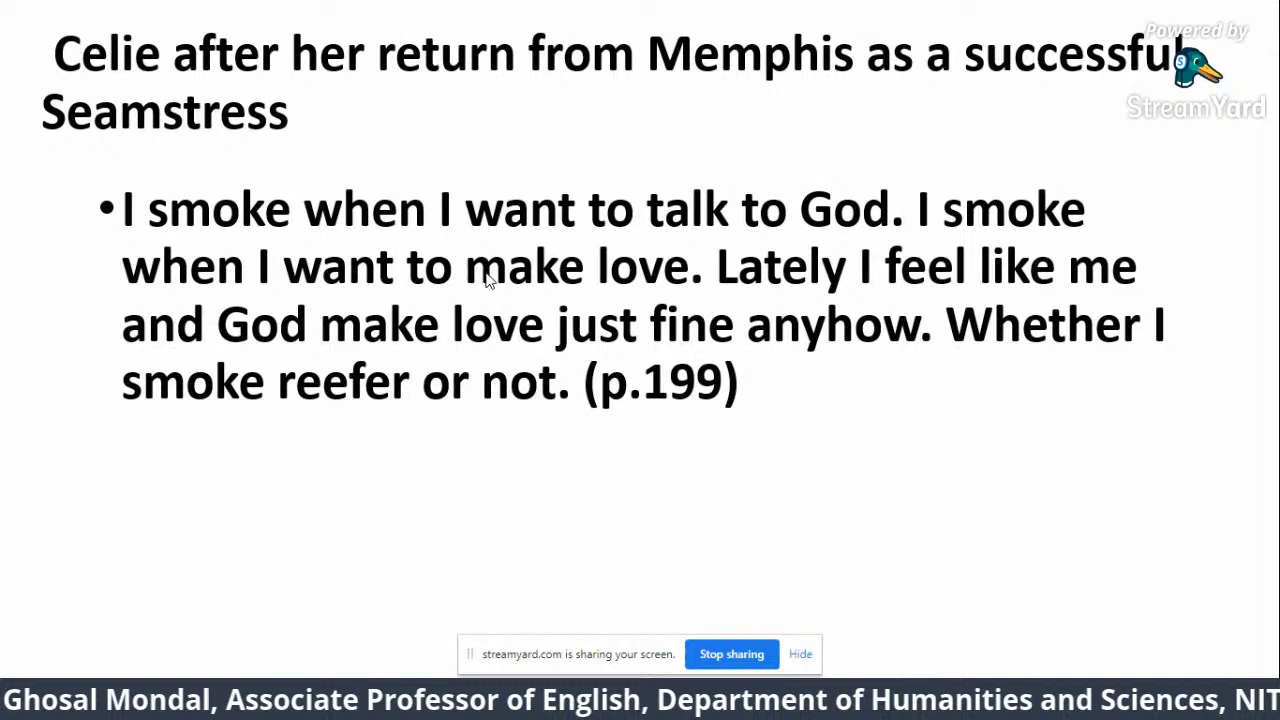 Powered by
Celie after her return from Memphis as a successful
StreamYard
Seamstress
•I smoke when I want to talk to God. I smoke
when I want to make love. Lately I feel like me
and God make love just fine anyhow. Whether I
smoke reefer or not. (p.199)
streamyard.com is sharing your screen. Stop sharing Hide
Ghosal Mondal, Associate Professor of English, Department of Humanities and Sciences, NIT